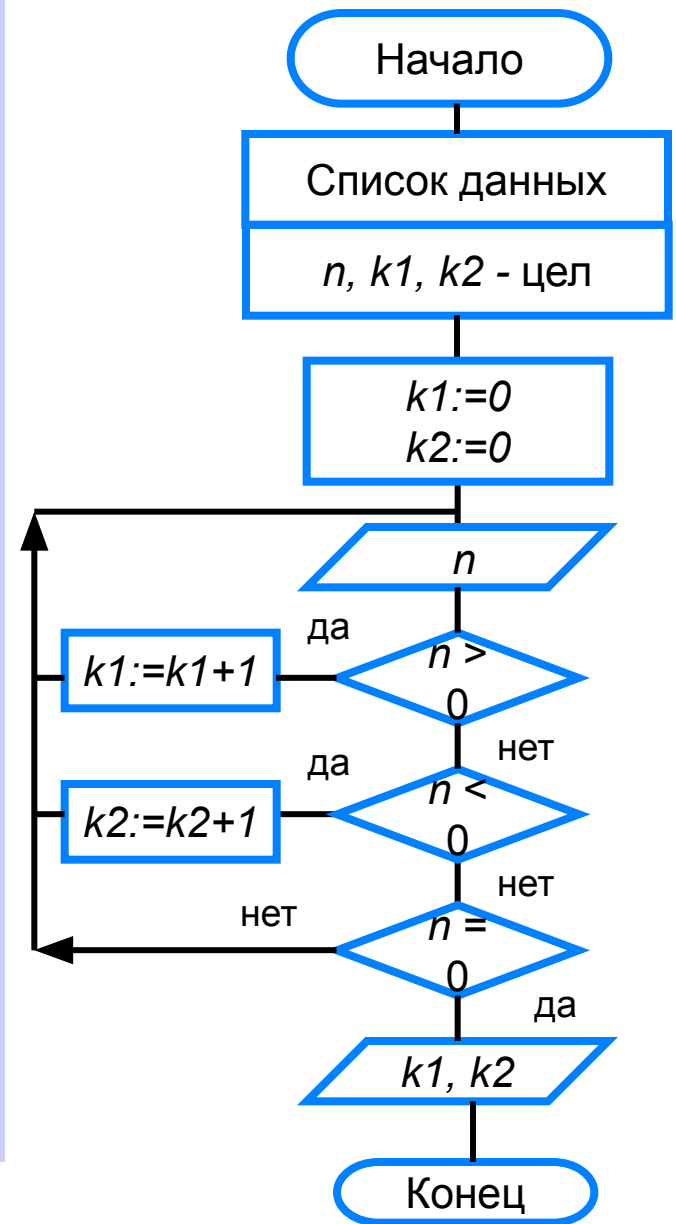 Начало
Список данных
n, k1, k2 - цел
k1:=0
k2:=0
n
да
n >
0
k1:=k1+1
нет
да
n <
0
k2:=k2+1
нет
нет
n =
0
да
k1, k2
Конец